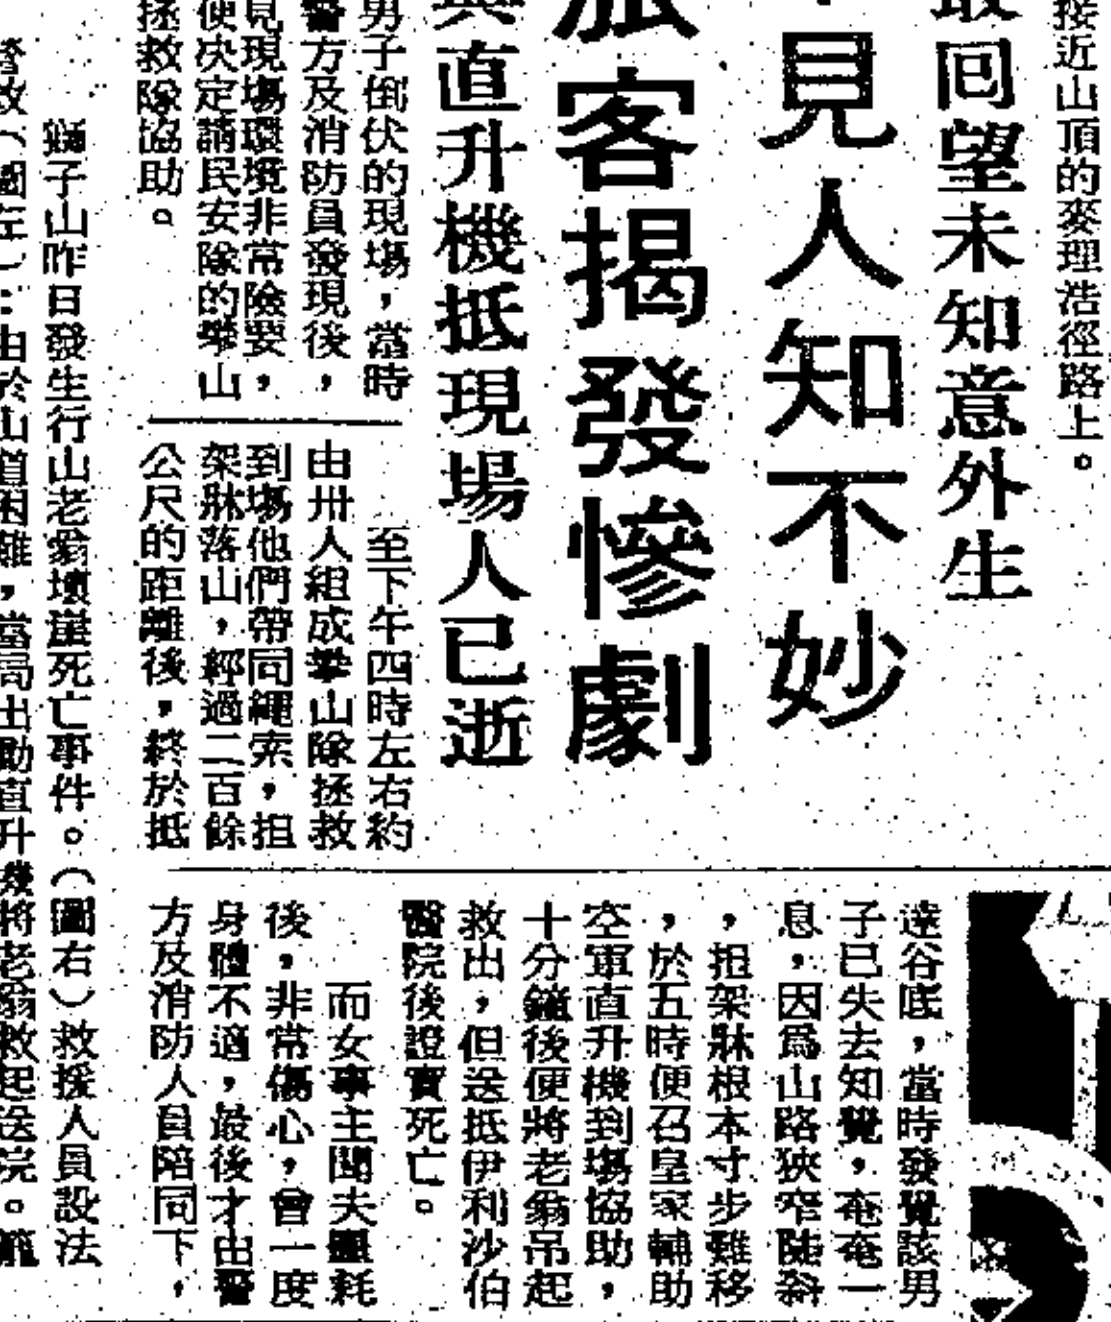 接近山頂的麥理浩徑路上。
回望未知意外生
見人知不妙
旅客揭發慘劇
直升機抵現場人已逝
男子倒伏的現場，當時
警方及消防員發現後，
見現場環境非常險要，
便決定請民安隊的攀山
拯救隊協助。
至下午四時左右約
由卅人組成攀山隊拯救
到場他們帶同繩索，担
架牀落山，經過二百餘
公尺的距離後，終於抵
達谷底，當時發覺該男
子已失去知覺，奄奄一
息，因爲山路狹窄陡斜
，担架牀根本寸步難移
，於五時便召皇家輔助
空軍直升機到塲協助，
十分鐘後便將老翁吊起
救出，但送抵伊利沙伯
醫院後證實死亡。
而女事主聞夫噩耗
後，非常傷心，曾一度
身體不適，最後才由警
方及消防人員陪同下，
獅子山昨日發生行山老翁墮崖死亡事件。（圖右）救援人員設法
營救（圖左）：由於山道困難，當局出動直升機將老翁救起送院。